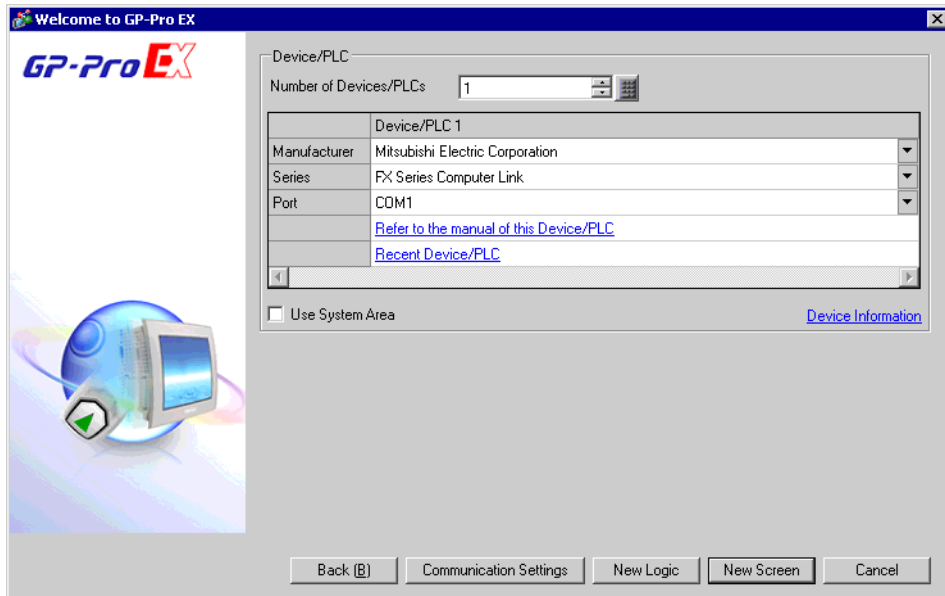 Welcome to GP-Pro EX
GP-Pro EX
Device/PLC
Number of Devices/PLCs 1
Device/PLC 1
Manufacturer Mitsubishi Electric Corporation
Series FX Series Computer Link
Port COM1
Refer to the manual of this Device/PLC
Recent Device/PLC
Use System Area Device Information
Back (B) Communication Settings New Logic New Screen Cancel